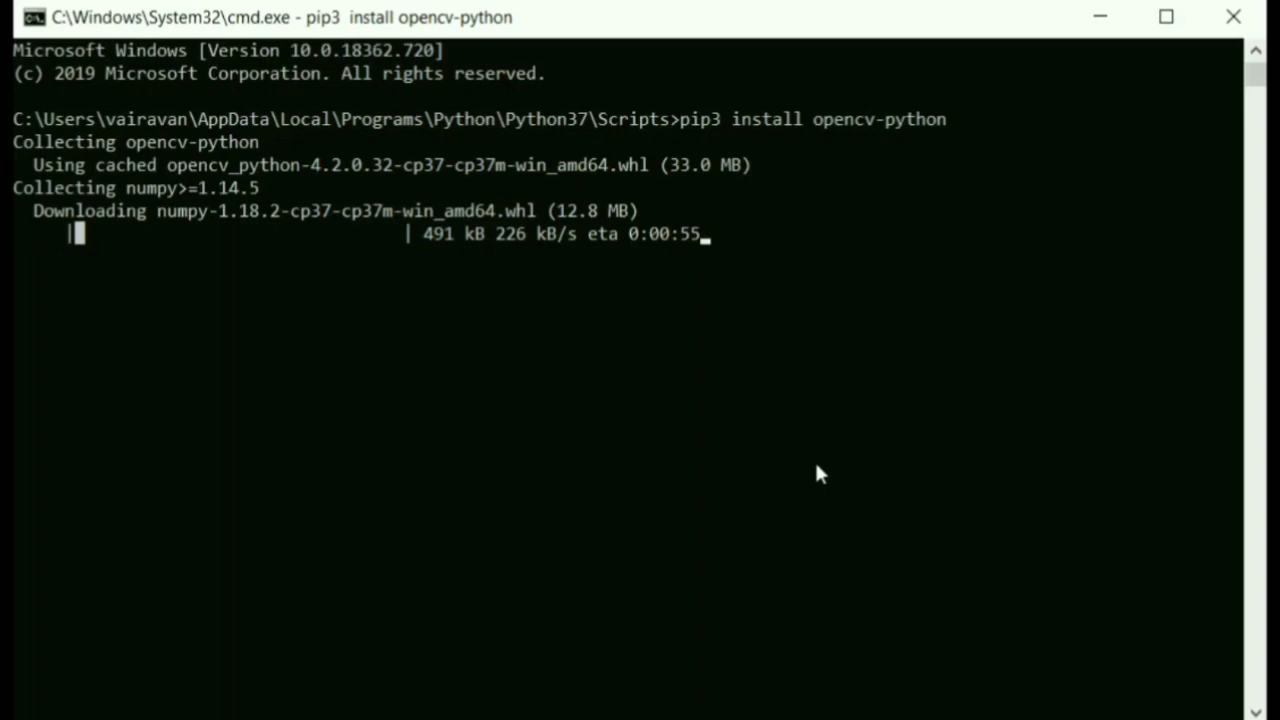 C:\Windows\System32\cmd.exe - pip3  install opencv-python
Microsoft Windows [Version 10.0.18362.720]
(c) 2019 Microsoft Corporation. All rights reserved.
C:\Users\vairavan\AppData\Local\Programs\Python\Python37\Scripts>pip3 install opencv-python
Collecting opencv-python
  Using cached opencv_python-4.2.0.32-cp37-cp37m-win_amd64.whl (33.0 MB)
Collecting numpy>=1.14.5
  Downloading numpy-1.18.2-cp37-cp37m-win_amd64.whl (12.8 MB)
     |█                               | 491 kB 226 kB/s eta 0:00:55